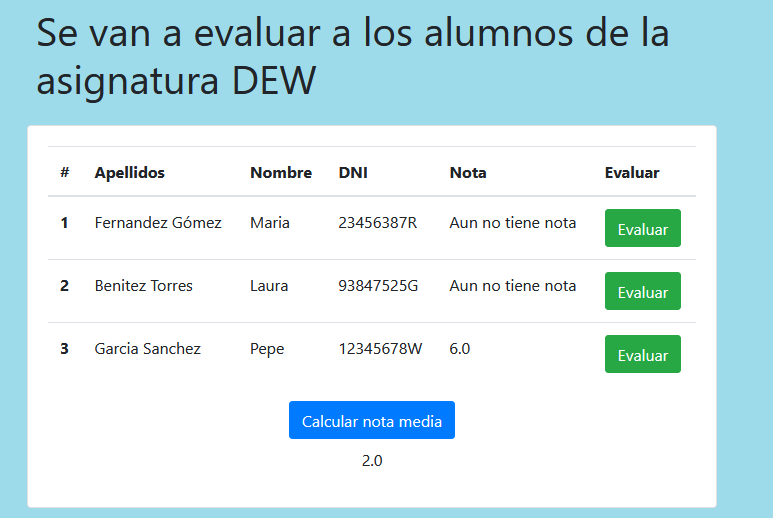 Se van a evaluar a los alumnos de la
asignatura DEW
# Apellidos Nombre DNI Nota Evaluar
1 Fernandez Gómez Maria 23456387R Aun no tiene nota Evaluar
2 Benitez Torres Laura 93847525G Aun no tiene nota Evaluar
3 Garcia Sanchez Pepe 12345678W 6.0 Evaluar
Calcular nota media
2.0